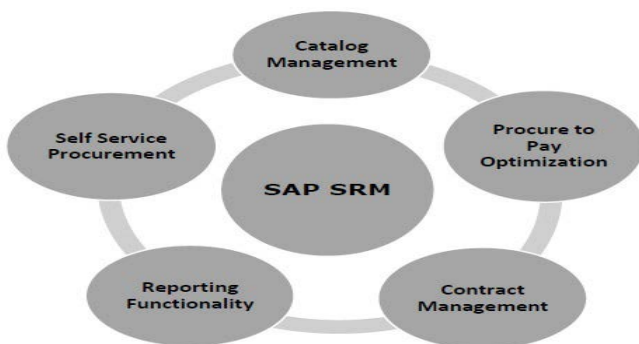 Catalog
Management
Self Service
Procurement
Procure to
Pay
Optimization
SAP SRM
Reporting
Functionality
Contract
Management